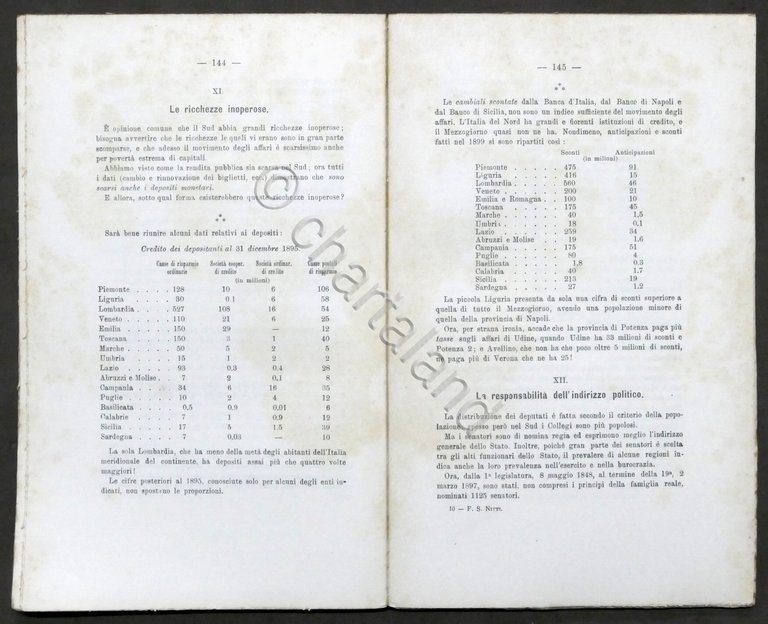 — 144 —
XI.
Le ricchezze inoperose.
È opinione comune che il Sud abbia grandi ricchezze inoperose;
bisogna avvertire che le ricchezze le quali vi erano sono in gran parte
scomparse, e che adesso il movimento degli affari è scarsissimo anche
per povertà estrema di capitali.
Abbiamo visto come la rendita pubblica sia scarsa nel Sud; ora tutti
i dati (cambio e rinnovazione dei biglietti, ecc.) dimostrano che sono
scarsi anche i depositi monetari.
E allora, sotto qual forma esisterebbero queste ricchezze inoperose?
Sarà bene riunire alcuni dati relativi ai depositi:
Credito dei depositanti al 31 dicembre 1895.
Casse di risparmio ordinarie Società cooper. di credito Società ordinar. di credito Casse postali di risparmio
(in milioni)
Piemonte . . . . . 128 10 6 106
Liguria . . . . . 30 0.1 6 58
Lombardia . . . . 527 108 16 54
Veneto . . . . . 110 21 6 25
Emilia . . . . . 150 29 — 12
Toscana . . . . . 150 3 1 40
Marche . . . . . 50 5 2 5
Umbria . . . . . 15 1 2 2
Lazio . . . . . 93 0.3 0.4 28
Abruzzi e Molise . . 7 2 0,1 8
Campania . . . . 34 6 16 35
Puglie . . . . . 10 2 4 12
Basilicata . . . . 0,5 0.9 0,01 6
Calabrie . . . . . 7 1 0.9 12
Sicilia . . . . . 17 5 1.5 39
Sardegna . . . . 7 0,03 — 10
La sola Lombardia, che ha meno della metà degli abitanti dell'Italia
meridionale del continente, ha depositi assai più che quattro volte
maggiori!
Le cifre posteriori al 1895, conosciute solo per alcuni degli enti in-
dicati, non spostano le proporzioni.
— 145 —
Le cambiali scontate dalla Banca d'Italia, dal Banco di Napoli e
dal Banco di Sicilia, non sono un indice sufficiente del movimento degli
affari. L'Italia del Nord ha grandi e fiorenti istituzioni di credito, e
il Mezzogiorno quasi non ne ha. Nondimeno, anticipazioni e sconti
fatti nel 1899 si sono ripartiti così:
Sconti Anticipazioni
(in milioni)
Piemonte . . . . . 475 91
Liguria . . . . . 416 15
Lombardia . . . . 560 46
Veneto . . . . . 200 21
Emilia e Romagna . . 100 10
Toscana . . . . . 175 45
Marche . . . . . 40 1,5
Umbria . . . . . 18 0.1
Lazio . . . . . 259 34
Abruzzi e Molise . . 19 1.6
Campania . . . . 175 51
Puglie . . . . . 80 4
Basilicata . . . . 1,8 0.3
Calabria . . . . . 40 1.7
Sicilia . . . . . 213 19
Sardegna . . . . 27 1.2
La piccola Liguria presenta da sola una cifra di sconti superiore a
quella di tutto il Mezzogiorno, avendo una popolazione minore di
quella della provincia di Napoli.
Ora, per strana ironia, accade che la provincia di Potenza paga più
tasse sugli affari di Udine, quando Udine ha 33 milioni di sconti e
Potenza 2; e Avellino, che non ha che poco oltre 5 milioni di sconti,
ne paga più di Verona che ne ha 25!
XII.
La responsabilità dell'indirizzo politico.
La distribuzione dei deputati è fatta secondo il criterio della popo-
lazione: spesso però nel Sud i Collegi sono più popolosi.
Ma i senatori sono di nomina regia ed esprimono meglio l'indirizzo
generale dello Stato. Inoltre, poiché gran parte dei senatori è scelta
tra gli alti funzionari dello Stato, il prevalere di alcune regioni in-
dica anche la loro prevalenza nell'esercito e nella burocrazia.
Ora, dalla 1ª legislatura, 8 maggio 1848, al termine della 19ª, 2
marzo 1897, sono stati, non compresi i principi della famiglia reale,
nominati 1125 senatori.
10 — F. S. Nitti.
© chartaland